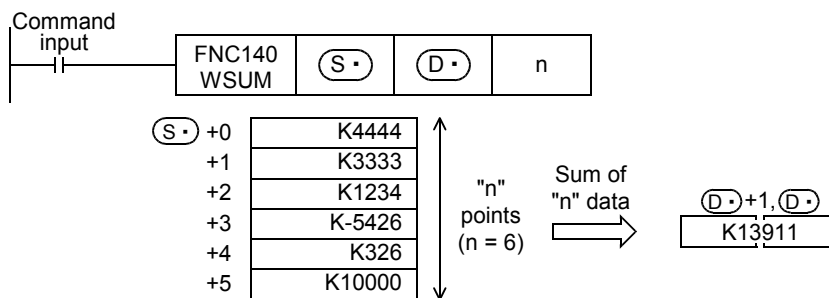 Command
input
FNC140
WSUM
S・
D・
n
S・ +0 K4444
+1 K3333
+2 K1234
+3 K-5426
+4 K326
+5 K10000
"n"
points
(n = 6)
Sum of
"n" data
D・+1, D・
K13911